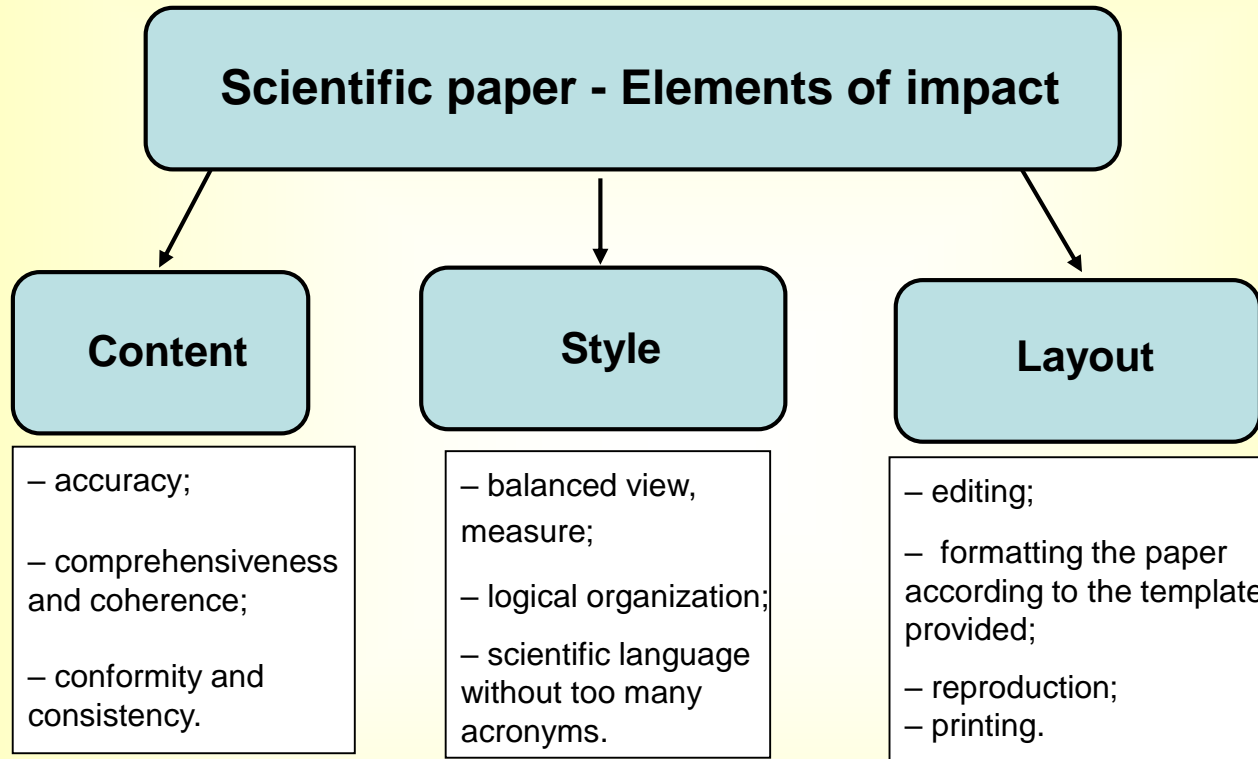 Scientific paper - Elements of impact
Content
– accuracy;
– comprehensiveness
and coherence;
– conformity and
consistency.
Style
– balanced view,
measure;
– logical organization;
– scientific language
without too many
acronyms.
Layout
– editing;
– formatting the paper
according to the template
provided;
– reproduction;
– printing.